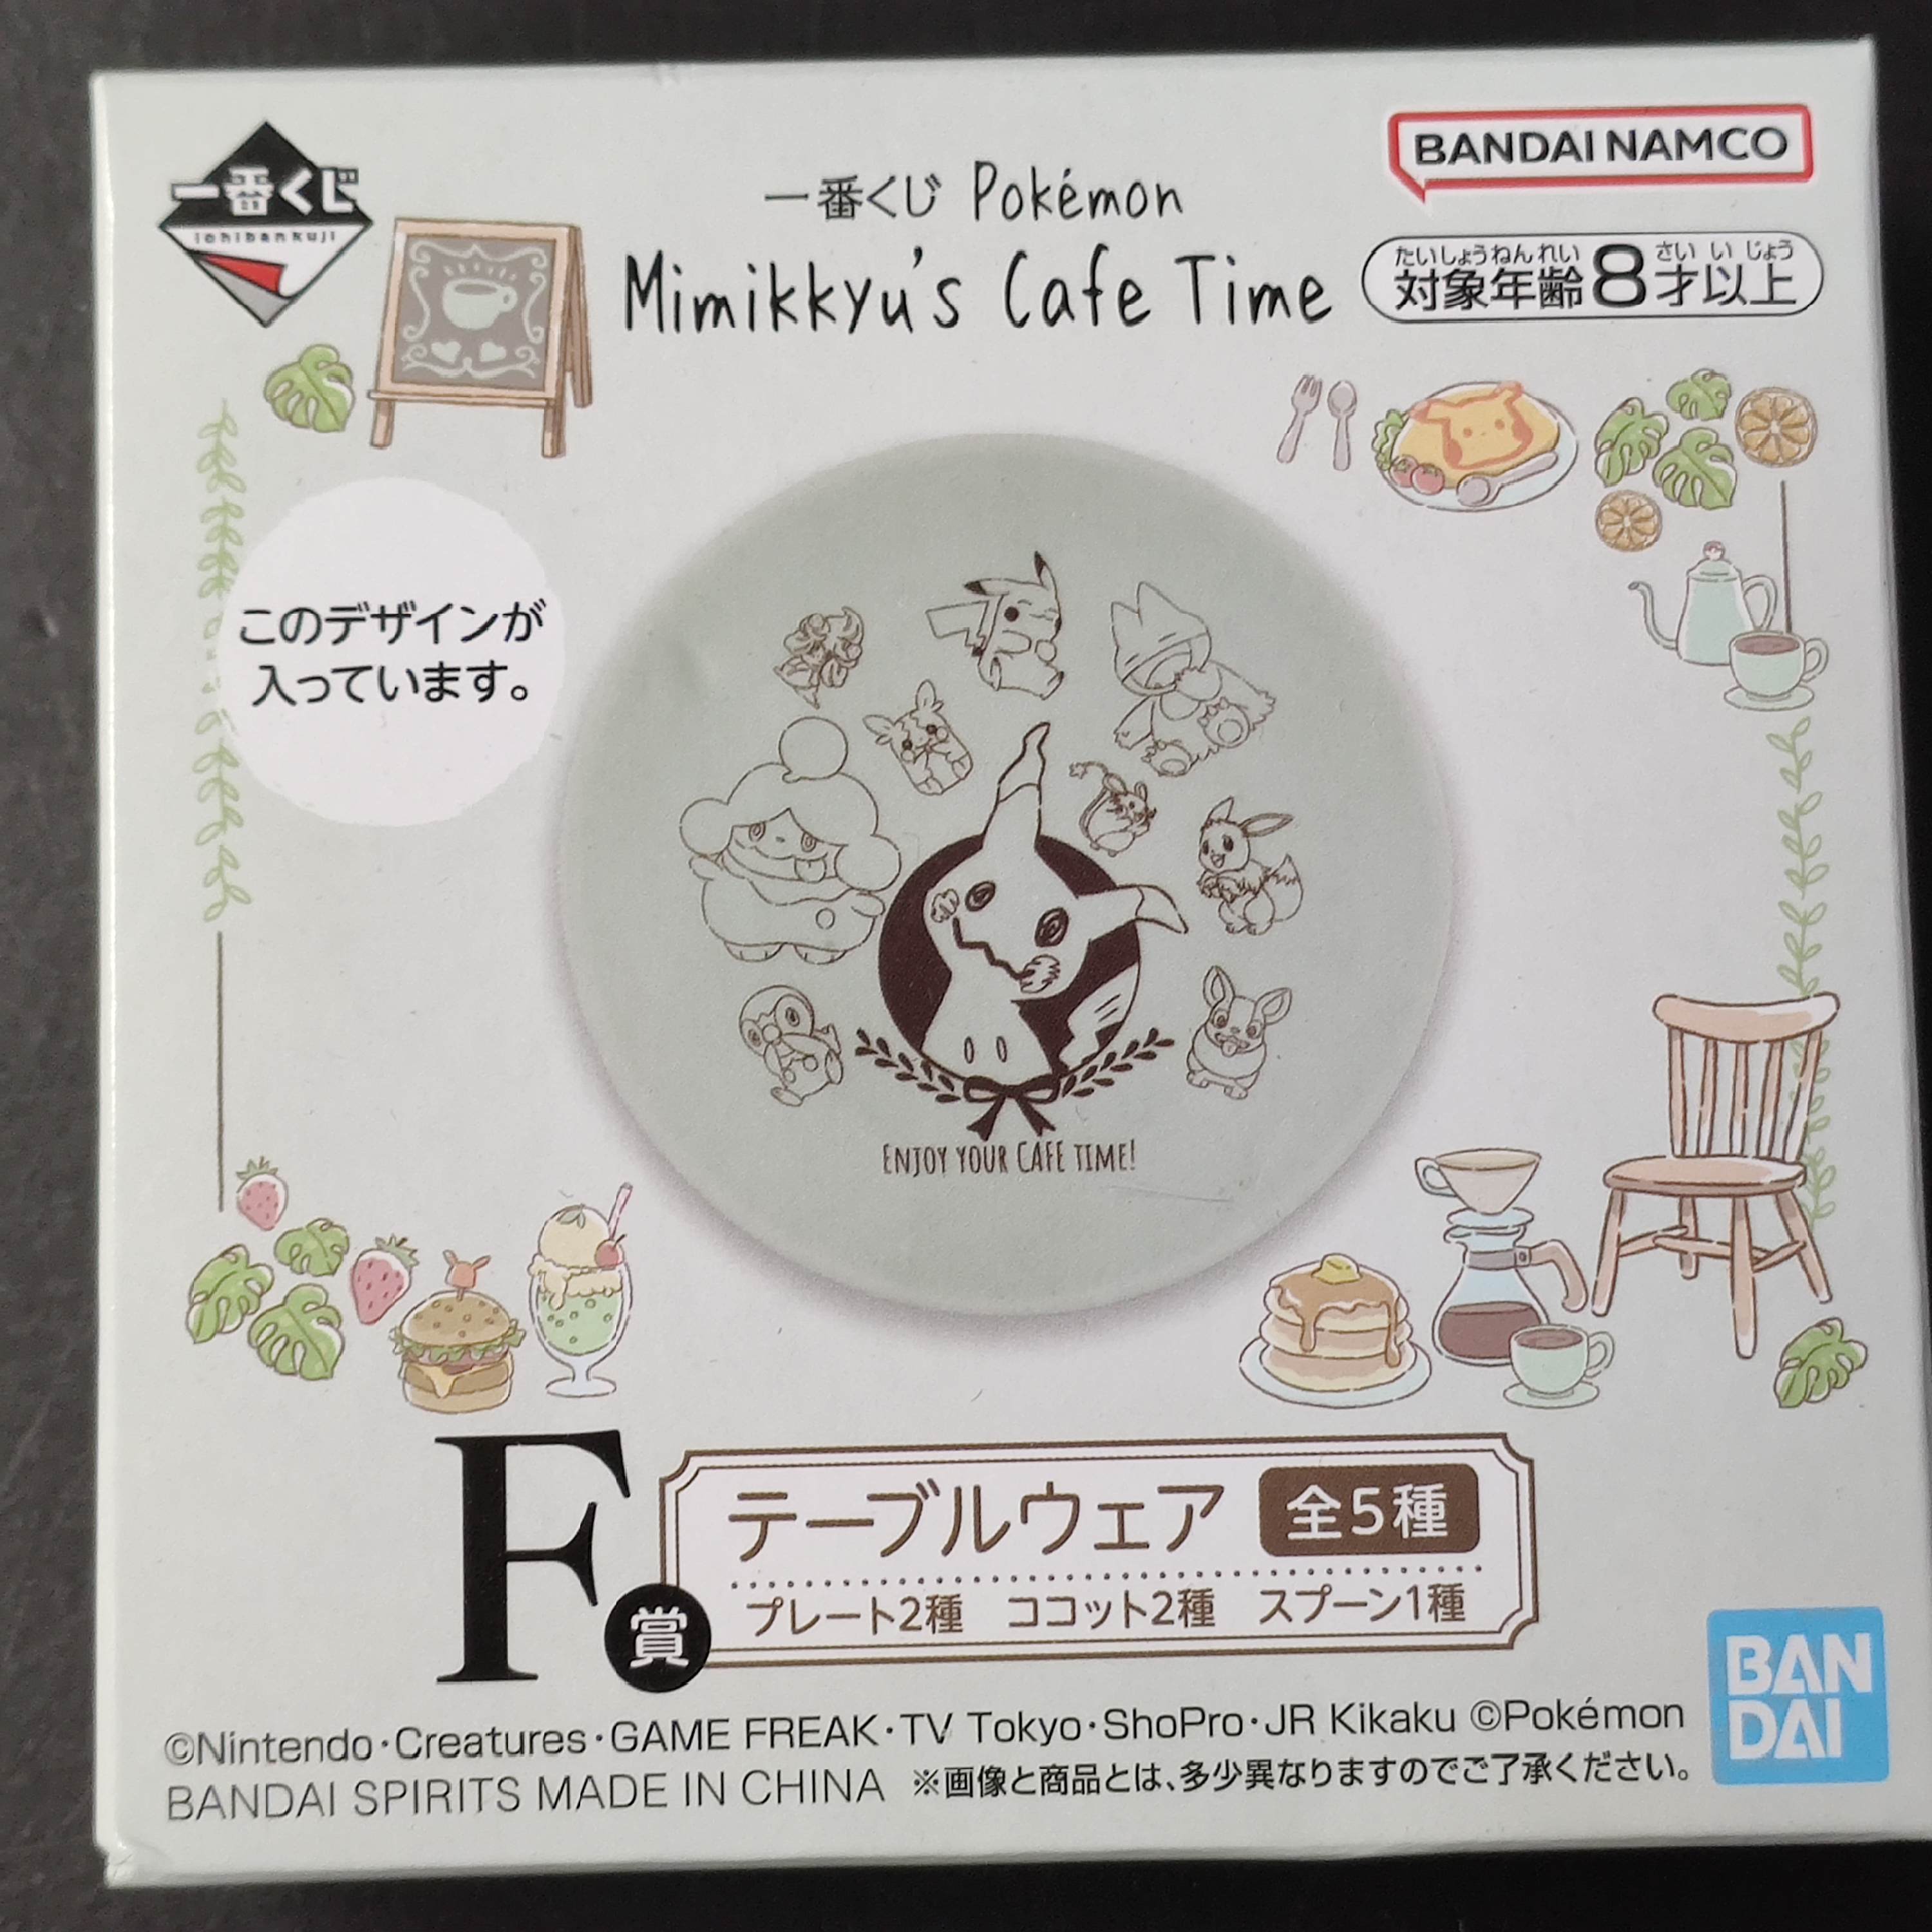 一番くじ
ichibankuji
一番くじ Pokémon
Mimikkyu's Cafe Time
BANDAI NAMCO
たいしょうねんれい さい い じょう
対象年齢8才以上
このデザインが
入っています。
ENJOY YOUR CAFE TIME!
F賞
テーブルウェア 全5種
プレート2種 ココット2種 スプーン1種
©Nintendo・Creatures・GAME FREAK・TV Tokyo・ShoPro・JR Kikaku ©Pokémon
BANDAI SPIRITS MADE IN CHINA ※画像と商品とは、多少異なりますのでご了承ください。
BAN
DAI